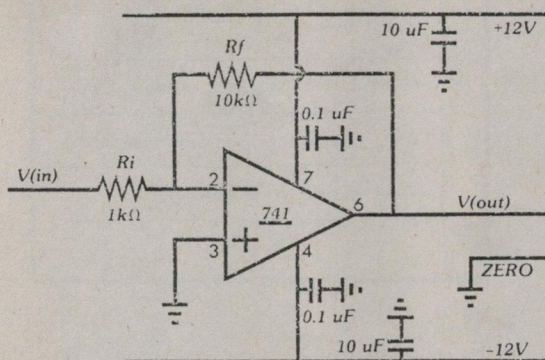 10 uF
+12V
Rf
10kΩ
0.1 uF
Ri
V(in)
1kΩ
2
7
741
6
V(out)
3
4
ZERO
0.1 uF
10 uF
-12V